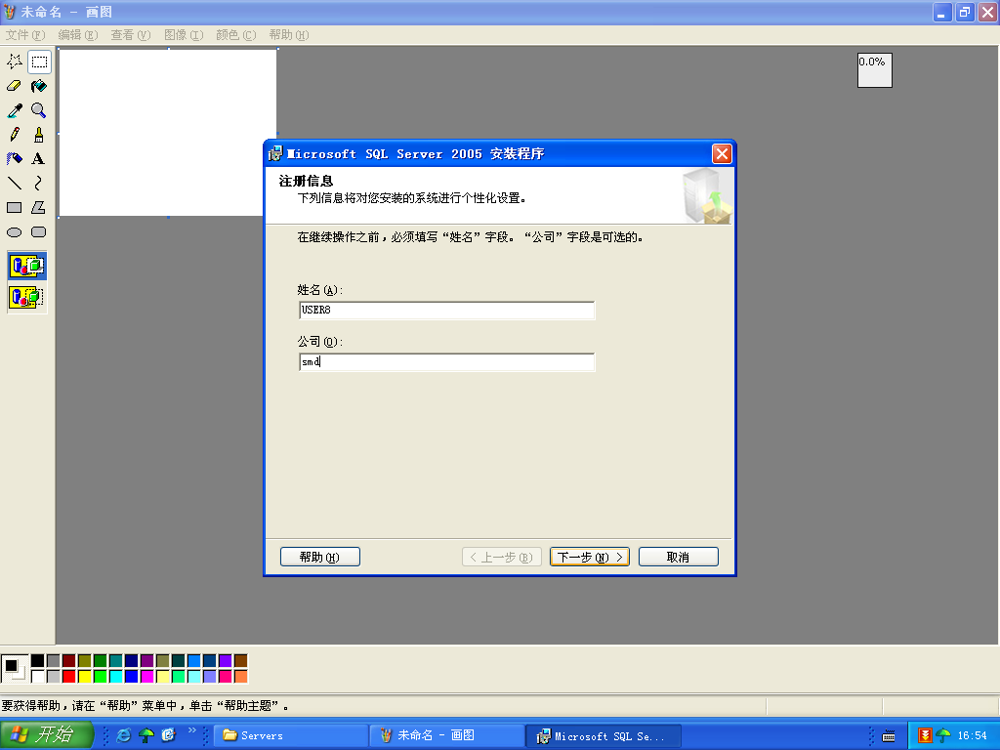 未命名 - 画图
文件(F) 编辑(E) 查看(V) 图像(I) 颜色(C) 帮助(H)
0.0%
Microsoft SQL Server 2005 安装程序
注册信息
下列信息将对您安装的系统进行个性化设置。
在继续操作之前，必须填写“姓名”字段。“公司”字段是可选的。
姓名(A):
USER8
公司(O):
smd
帮助(H) < 上一步(B) 下一步(N) > 取消
要获得帮助，请在“帮助”菜单中，单击“帮助主题”。
开始 Servers 未命名 - 画图 Microsoft SQL Se... 16:54